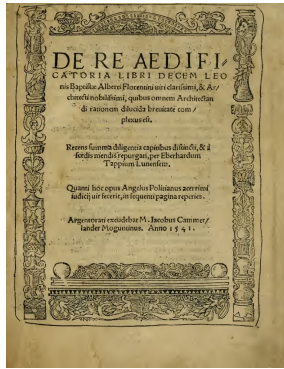 DE RE AEDIFI/
CATORIA LIBRI DECEM LEO
nis Baptistæ Alberti Florentini uiri clarissimi, & Ar/
chitecti nobilissimi, quibus omnem Architectan
di rationem dilucida breuitate com/
plexus est.
Recens summa diligentia capitibus distincti, & à
fœdis mendis repurgati, per Eberhardum
Tappium Lunensem.
Quanti hoc opus Angelus Politianus acerrimi
iudicij uir fecerit, in sequenti pagina reperies.
Argentorati excudebat M. Iacobus Cammer/
lander Moguntinus. Anno 1541.